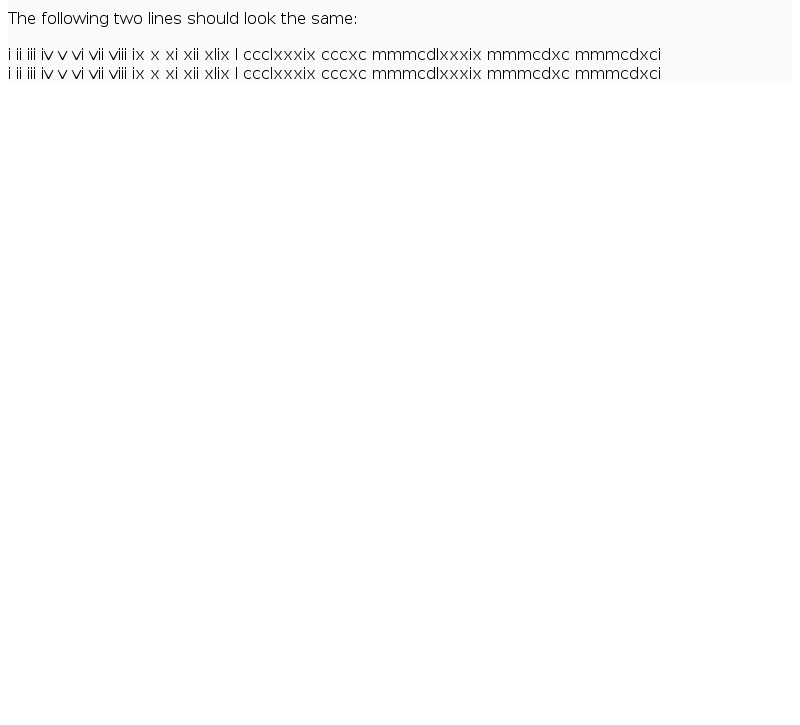 The following two lines should look the same:
i ii iii iv v vi vii viii ix x xi xii xlix l ccclxxxix cccxc mmmcdlxxxix mmmcdxc mmmcdxci
i ii iii iv v vi vii viii ix x xi xii xlix l ccclxxxix cccxc mmmcdlxxxix mmmcdxc mmmcdxci